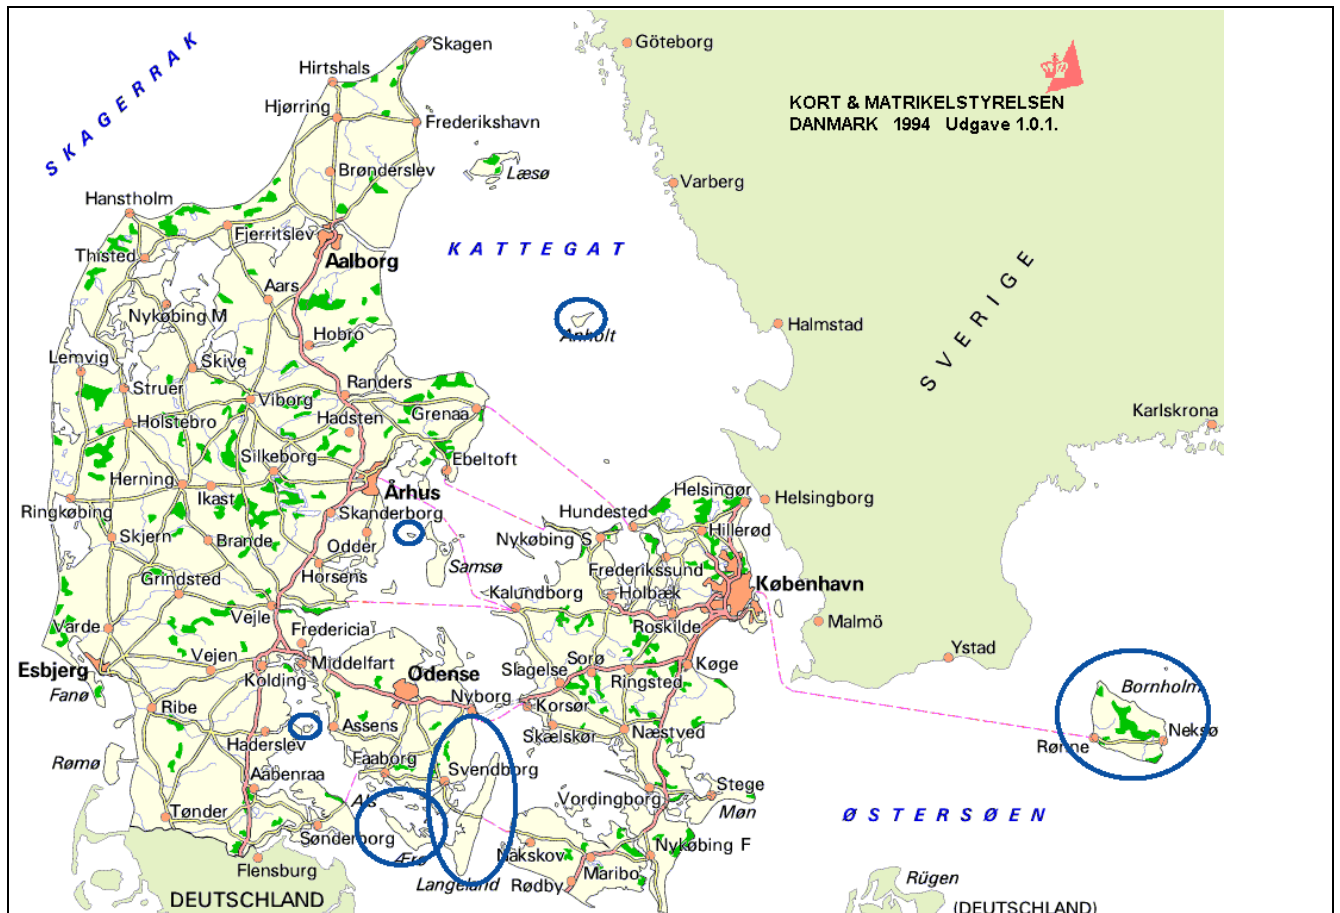 SKAGERRAK
Skagen
Göteborg
Hirtshals
KORT & MATRIKELSTYRELSEN
DANMARK 1994 Udgave 1.0.1.
Hjørring
Frederikshavn
Brønderslev
Læsø
Varberg
Hanstholm
Fjerritslev
KATTEGAT
Thisted
Aalborg
SVERIGE
Aars
Nykøbing M
Halmstad
Anholt
Hobro
Lemvig
Skive
Struer
Randers
Viborg
Grenaa
Karlskrona
Hadsten
Holstebro
Silkeborg
Ebeltoft
Herning
Ikast
Århus
Helsingør
Helsingborg
Ringkøbing
Skanderborg
Hundested
Hillerød
Skjern
Brande
Odder
Nykøbing S
Samsø
Frederikssund
Grindsted
Horsens
København
Kalundborg
Holbæk
Vejle
Roskilde
Malmö
Varde
Fredericia
Ystad
Vejen
Middelfart
Odense
Slagelse
Sorø
Køge
Esbjerg
Kolding
Ringsted
Fanø
Nyborg
Bornholm
Ribe
Korsør
Assens
Skælskør
Næstved
Neksø
Haderslev
Rønne
Rømø
Faaborg
Svendborg
Aabenraa
Stege
Als
Vordingborg
Møn
Tønder
ØSTERSØEN
Sønderborg
Nykøbing F
Ærø
Nakskov
Flensburg
Maribo
Langeland
Rødby
Rügen
DEUTSCHLAND
(DEUTSCHLAND)